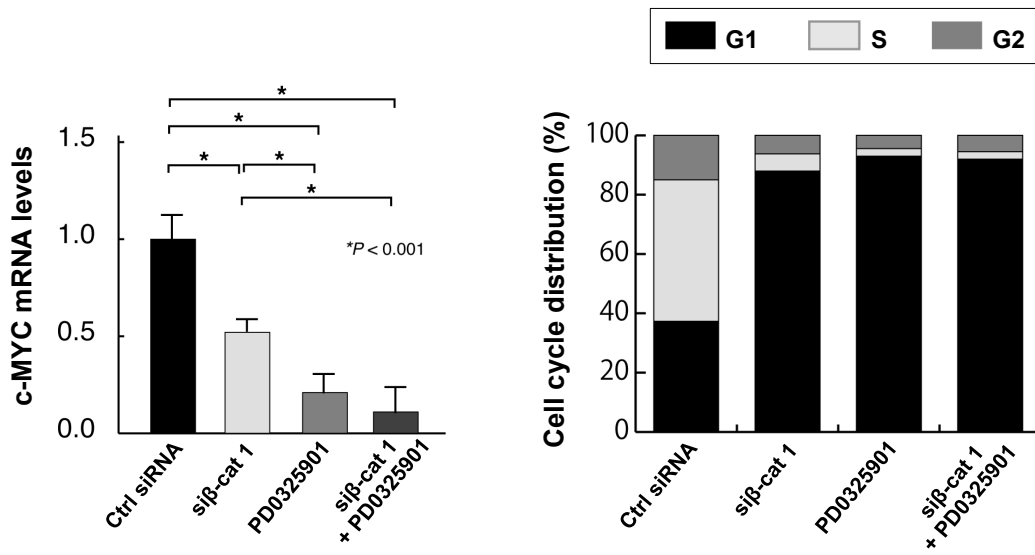 G1 S G2
c-MYC mRNA levels
1.5
1.0
0.5
0.0
*
*
* *
*
*P < 0.001
Ctrl siRNA
siβ-cat 1
PD0325901
siβ-cat 1
+ PD0325901
Cell cycle distribution (%)
100
80
60
40
20
0
Ctrl siRNA
siβ-cat 1
PD0325901
siβ-cat 1
+ PD0325901